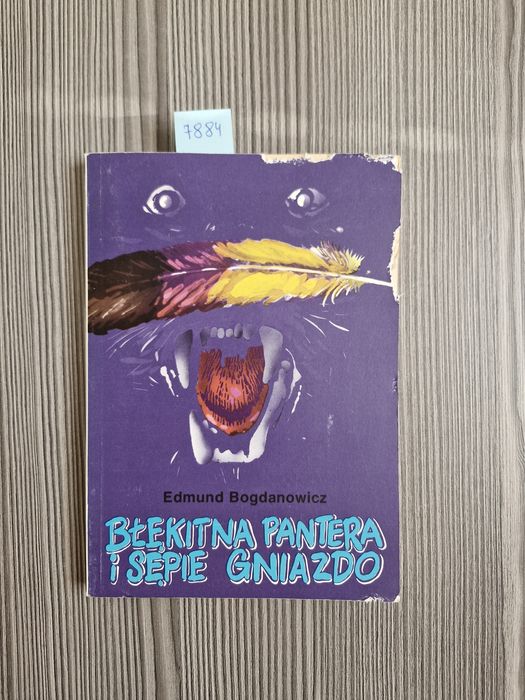 7884
Edmund Bogdanowicz
BŁĘKITNA PANTERA
i SĘPIE GNIAZDO